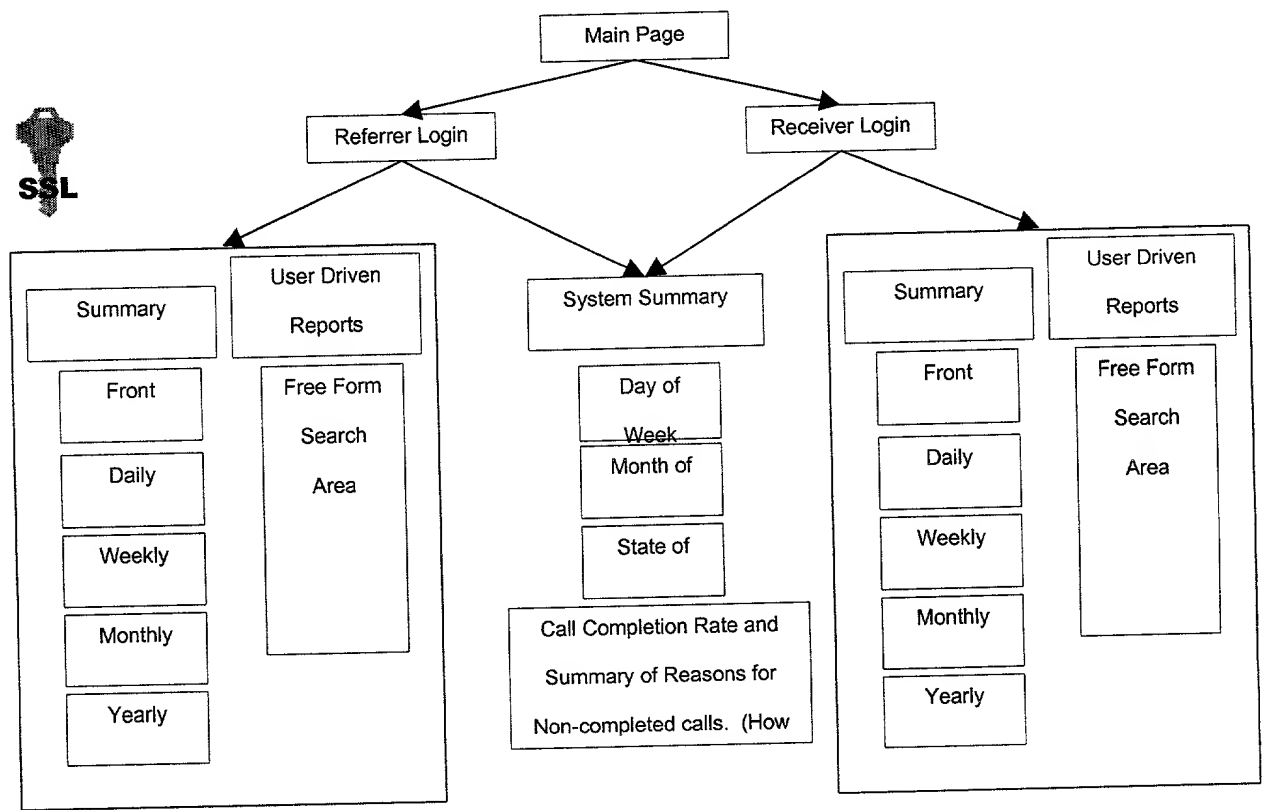 Main Page
Referrer Login
Receiver Login
SSL
Summary
User Driven
Reports
Front
Daily
Weekly
Monthly
Yearly
Free Form
Search
Area
System Summary
Day of
Week
Month of
State of
Call Completion Rate and
Summary of Reasons for
Non-completed calls. (How
Summary
User Driven
Reports
Front
Daily
Weekly
Monthly
Yearly
Free Form
Search
Area